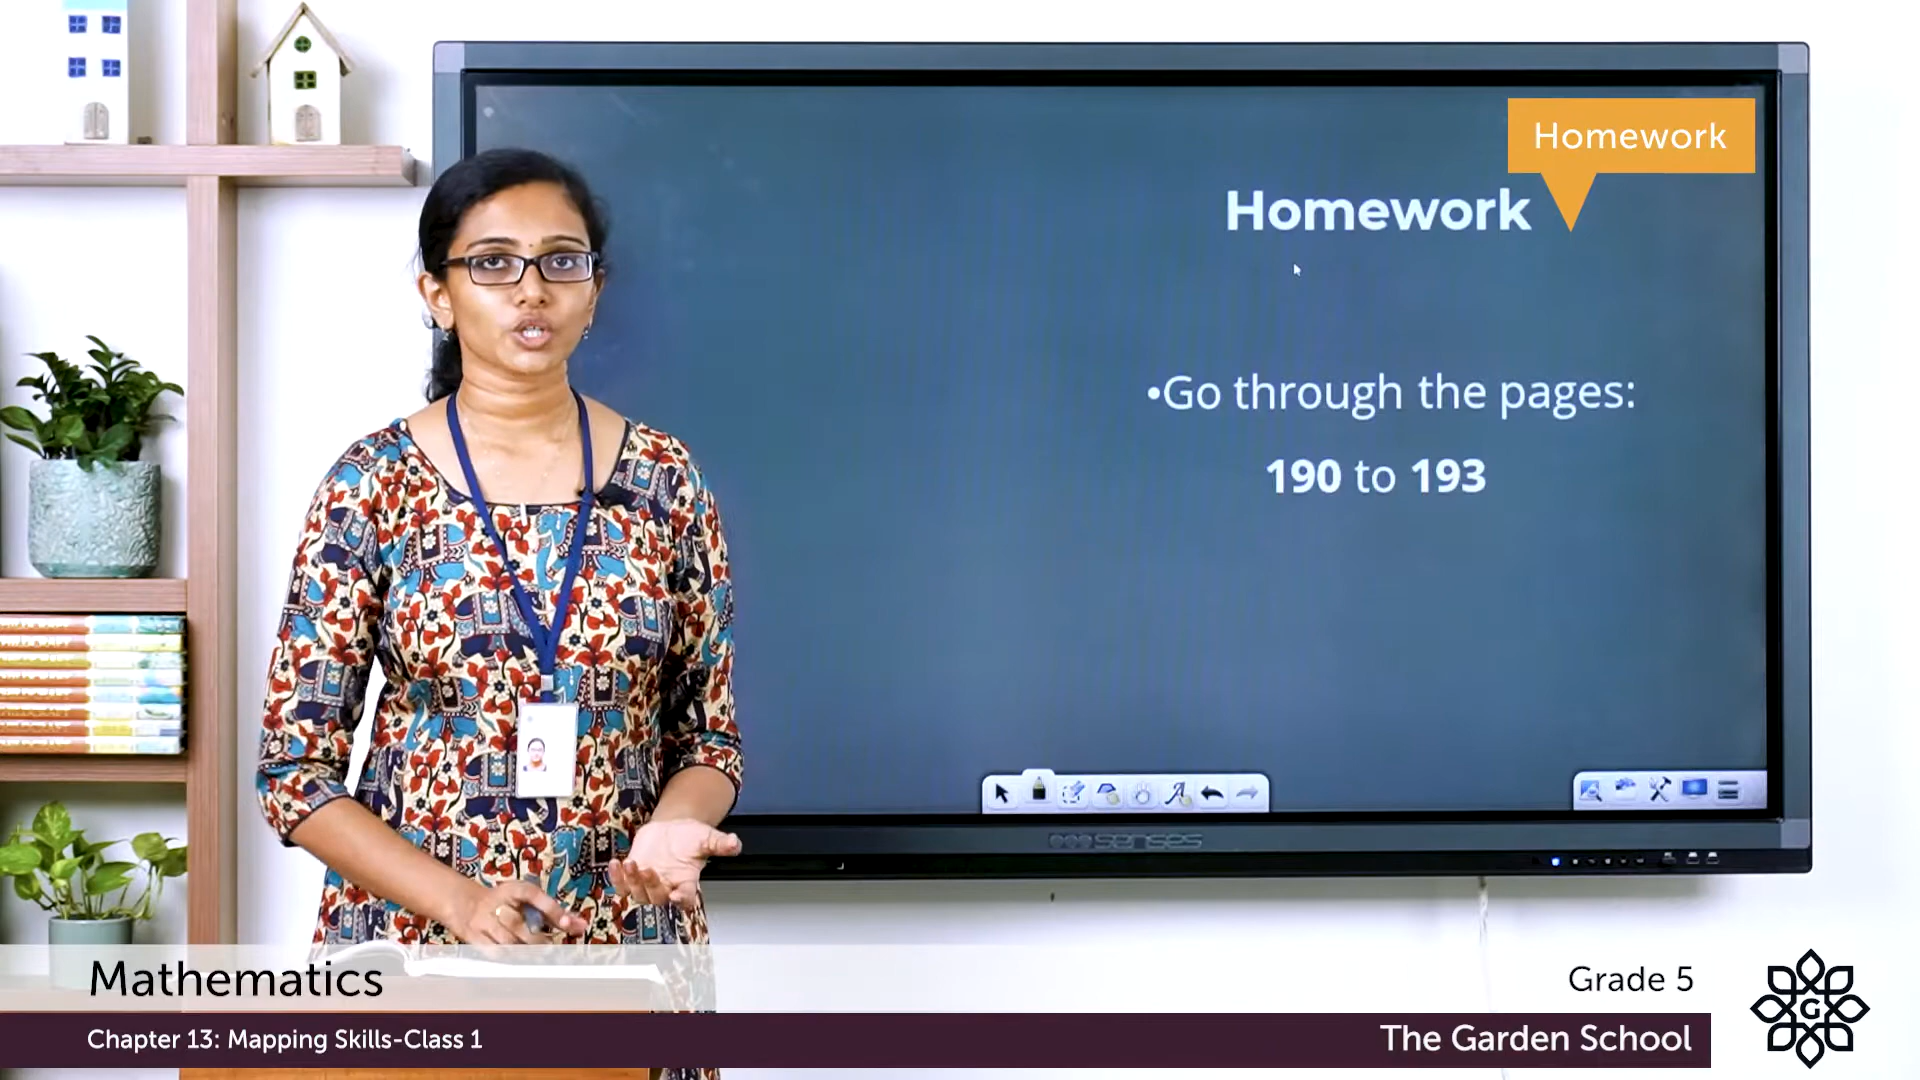 Homework
Homework
•Go through the pages:
190 to 193
senses
Mathematics
Grade 5
Chapter 13: Mapping Skills-Class 1
The Garden School
G